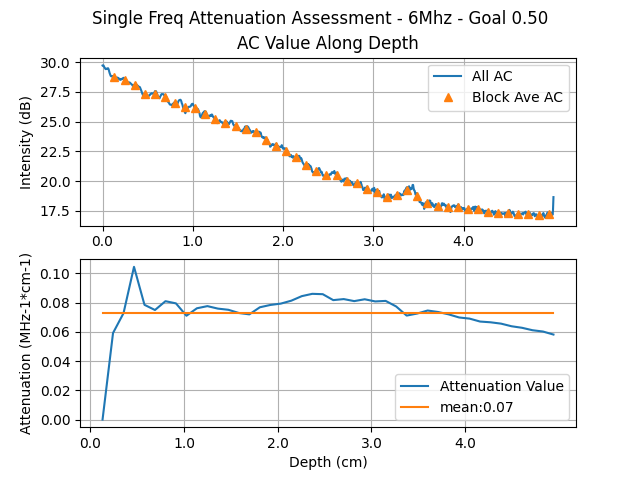 Single Freq Attenuation Assessment - 6Mhz - Goal 0.50
AC Value Along Depth
Intensity (dB)
30.0
27.5
25.0
22.5
20.0
17.5
All AC
Block Ave AC
0.0 1.0 2.0 3.0 4.0
Attenuation (MHz-1*cm-1)
0.10
0.08
0.06
0.04
0.02
0.00
Attenuation Value
mean:0.07
0.0 1.0 2.0 3.0 4.0
Depth (cm)